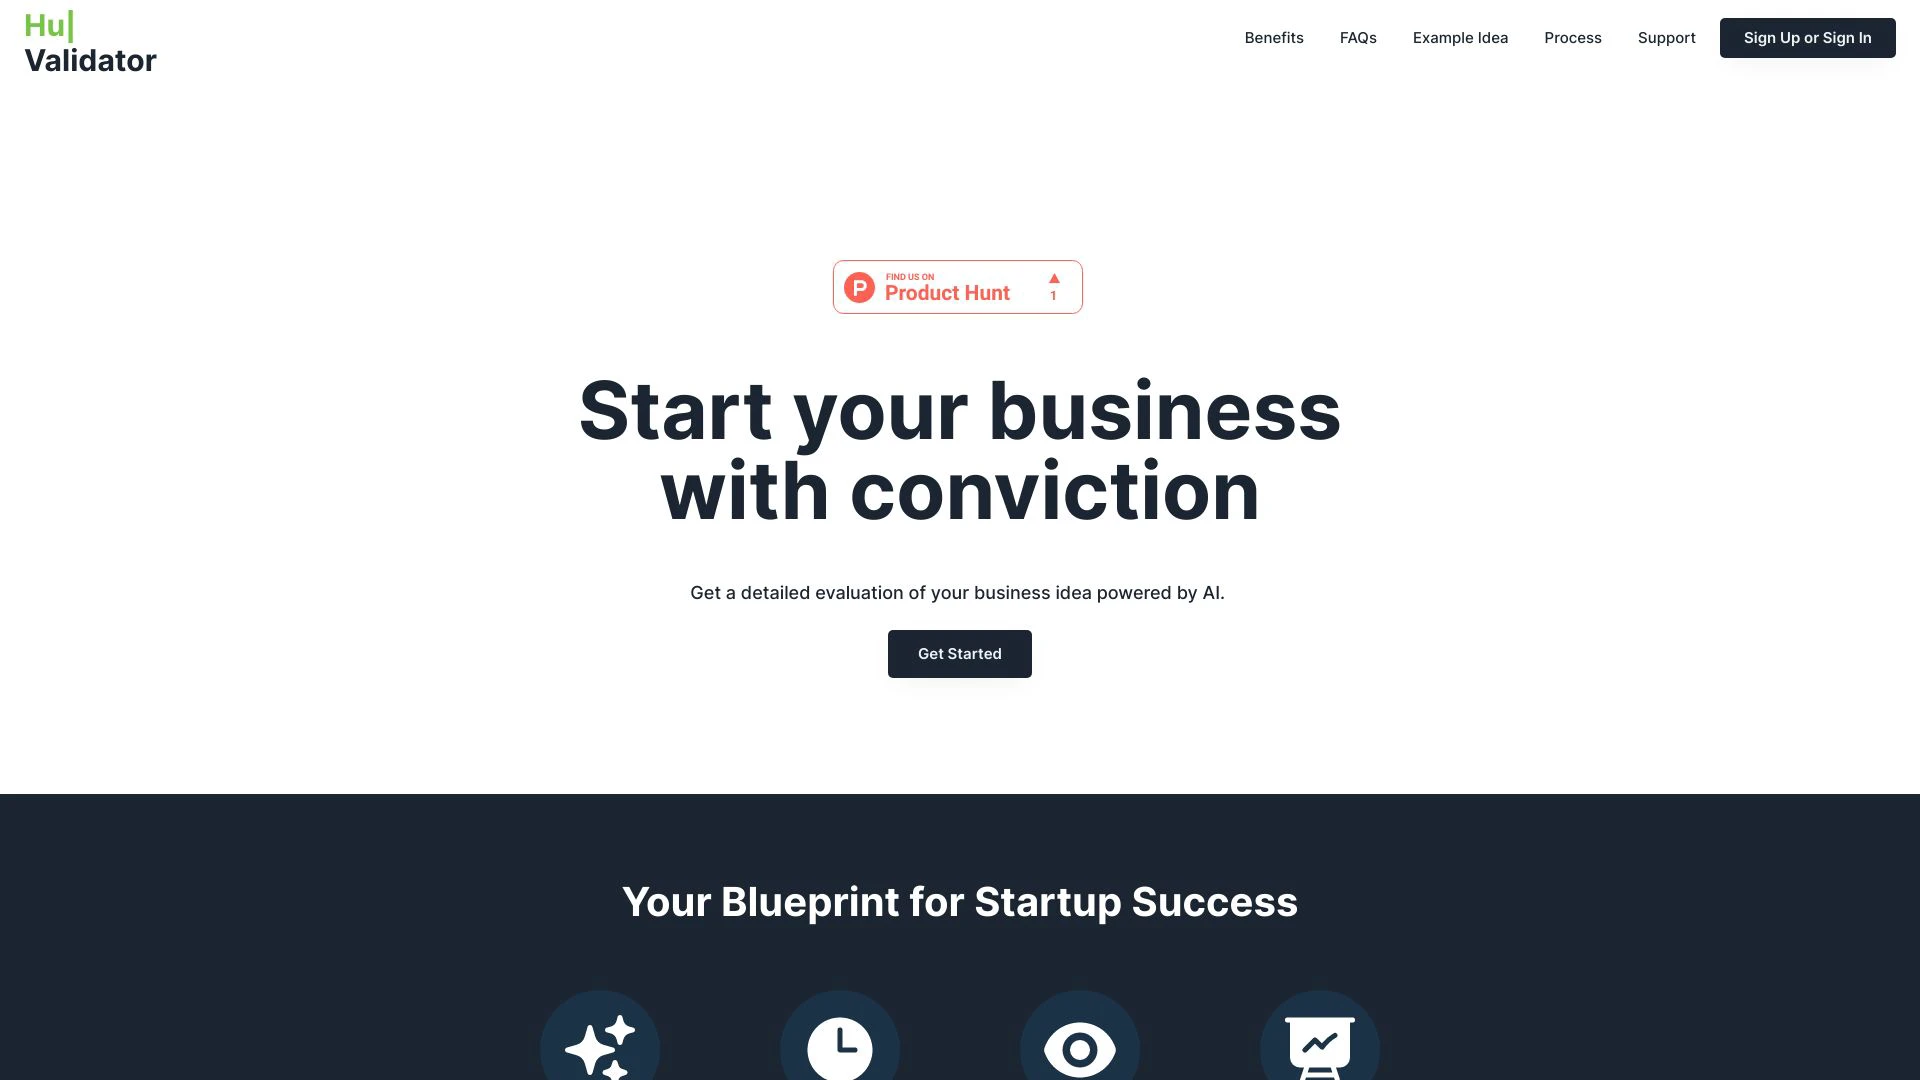 Hu|
Validator
Benefits
FAQs
Example Idea
Process
Support
Sign Up or Sign In
P
FIND US ON
Product Hunt
1
Start your business
with conviction
Get a detailed evaluation of your business idea powered by AI.
Get Started
Your Blueprint for Startup Success